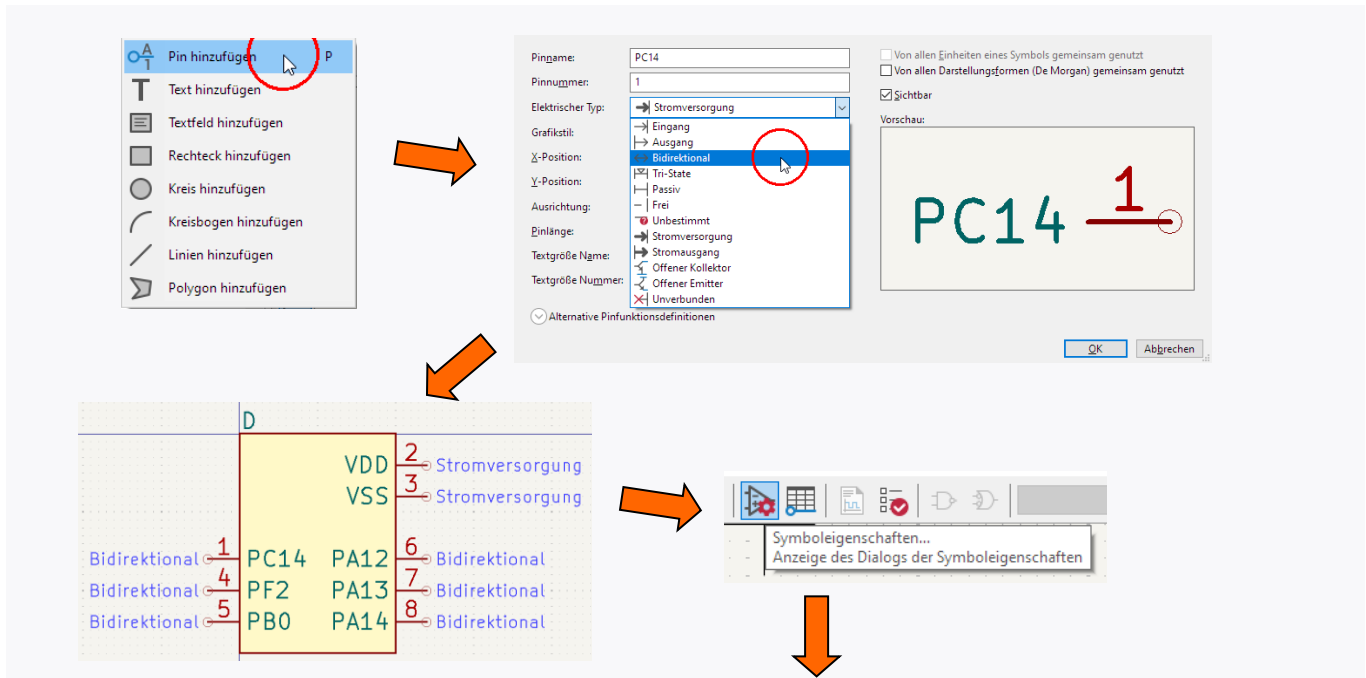 Pin hinzufügen P
Text hinzufügen
Textfeld hinzufügen
Rechteck hinzufügen
Kreis hinzufügen
Kreisbogen hinzufügen
Linien hinzufügen
Polygon hinzufügen
Pinname: PC14
Pinnummer: 1
Elektrischer Typ: Stromversorgung
Grafikstil:
X-Position:
Y-Position:
Ausrichtung:
Pinlänge:
Textgröße Name:
Textgröße Nummer:
Eingang
Ausgang
Bidirektional
Tri-State
Passiv
Frei
Unbestimmt
Stromversorgung
Stromausgang
Offener Kollektor
Offener Emitter
Unverbunden
Alternative Pinfunktionsdefinitionen
Von allen Einheiten eines Symbols gemeinsam genutzt
Von allen Darstellungsformen (De Morgan) gemeinsam genutzt
Sichtbar
Vorschau:
PC14 1
OK Abbrechen
D
VDD 2 Stromversorgung
VSS 3 Stromversorgung
Bidirektional 1 PC14 PA12 6 Bidirektional
Bidirektional 4 PF2 PA13 7 Bidirektional
Bidirektional 5 PB0 PA14 8 Bidirektional
Symboleigenschaften...
Anzeige des Dialogs der Symboleigenschaften